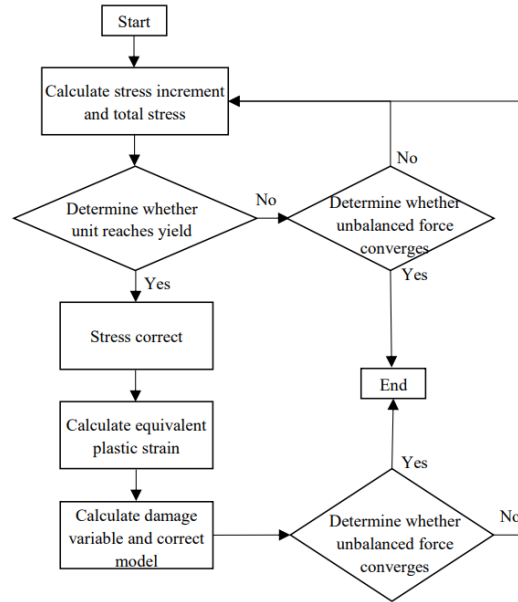 Start
Calculate stress increment
and total stress
No
Determine whether
unit reaches yield
No
Determine whether
unbalanced force
converges
Yes
Yes
Stress correct
End
Calculate equivalent
plastic strain
Yes
Calculate damage
variable and correct
model
Determine whether
unbalanced force
converges
No